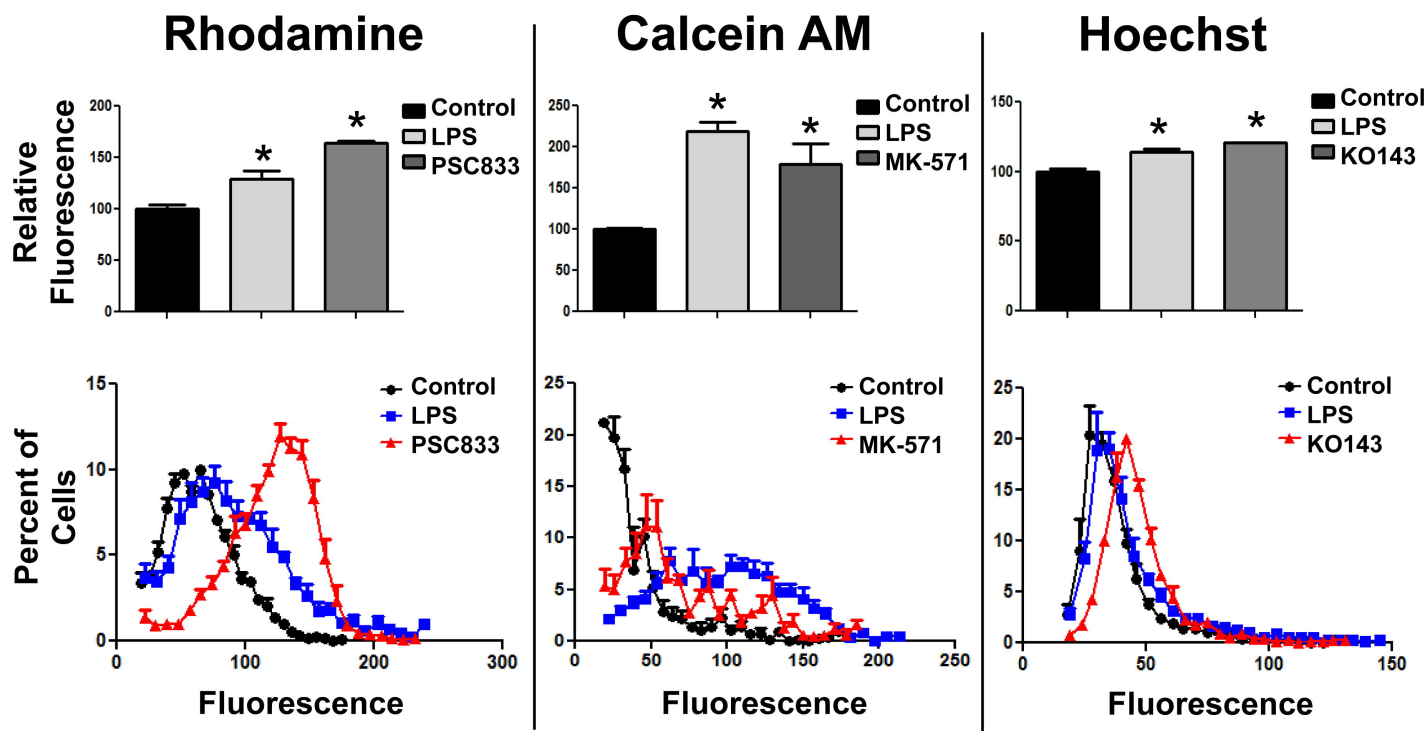 Rhodamine
Calcein AM
Hoechst
Relative
Fluorescence
200
150
100
50
0
*
*
Control
LPS
PSC833
250
200
150
100
50
0
*
*
Control
LPS
MK-571
150
100
50
0
*
*
Control
LPS
KO143
Percent of
Cells
15
10
5
0
0
100
200
300
Control
LPS
PSC833
Fluorescence
25
20
15
10
5
0
0
50
100
150
200
250
Control
LPS
MK-571
Fluorescence
25
20
15
10
5
0
0
50
100
150
Control
LPS
KO143
Fluorescence